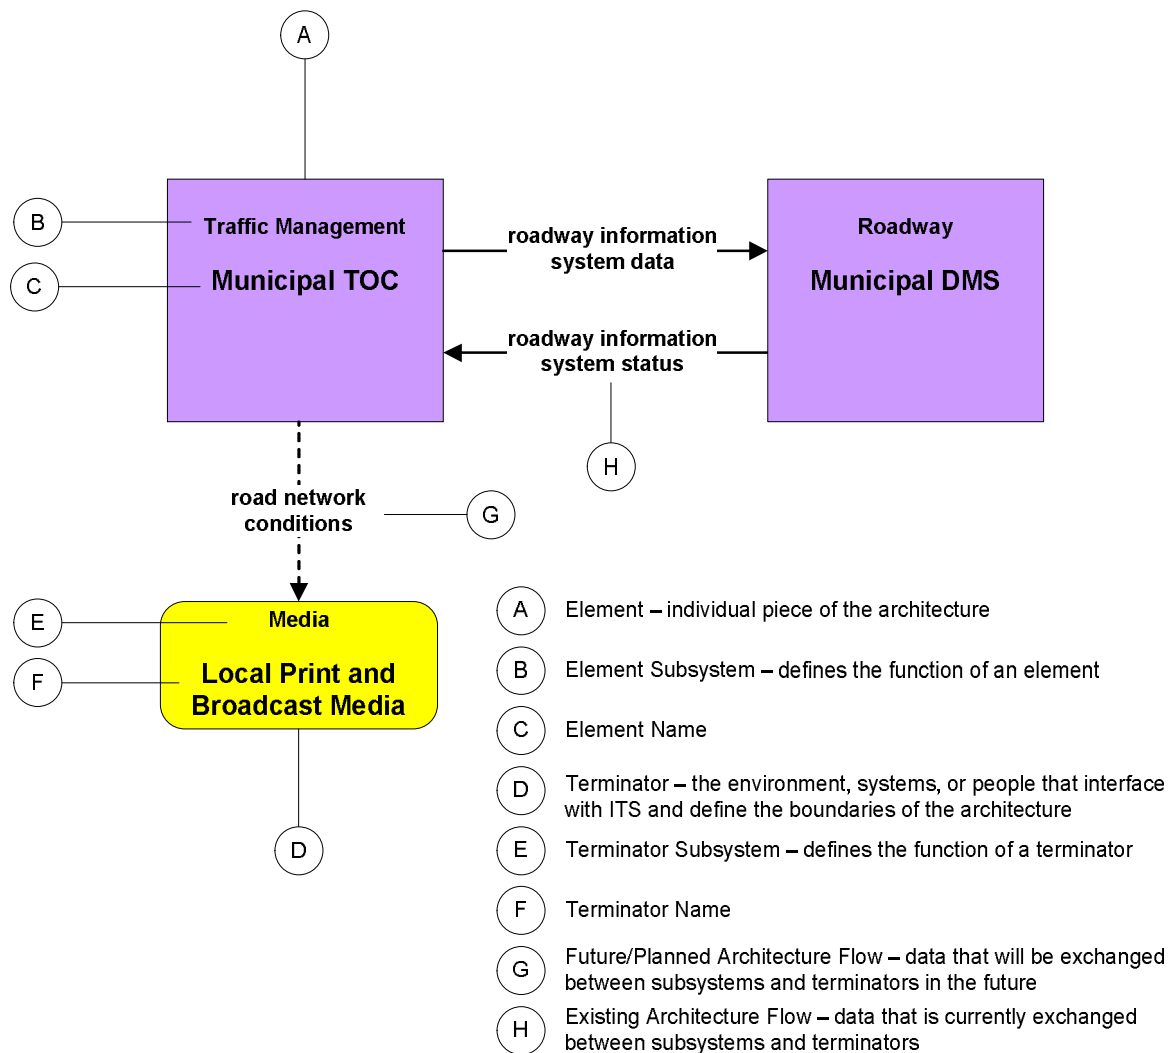 A
B
Traffic Management
C
Municipal TOC
roadway information
system data
Roadway
Municipal DMS
roadway information
system status
H
road network
conditions
G
E
Media
F
Local Print and
Broadcast Media
D
A Element – individual piece of the architecture
B Element Subsystem – defines the function of an element
C Element Name
D Terminator – the environment, systems, or people that interface
with ITS and define the boundaries of the architecture
E Terminator Subsystem – defines the function of a terminator
F Terminator Name
G Future/Planned Architecture Flow – data that will be exchanged
between subsystems and terminators in the future
H Existing Architecture Flow – data that is currently exchanged
between subsystems and terminators